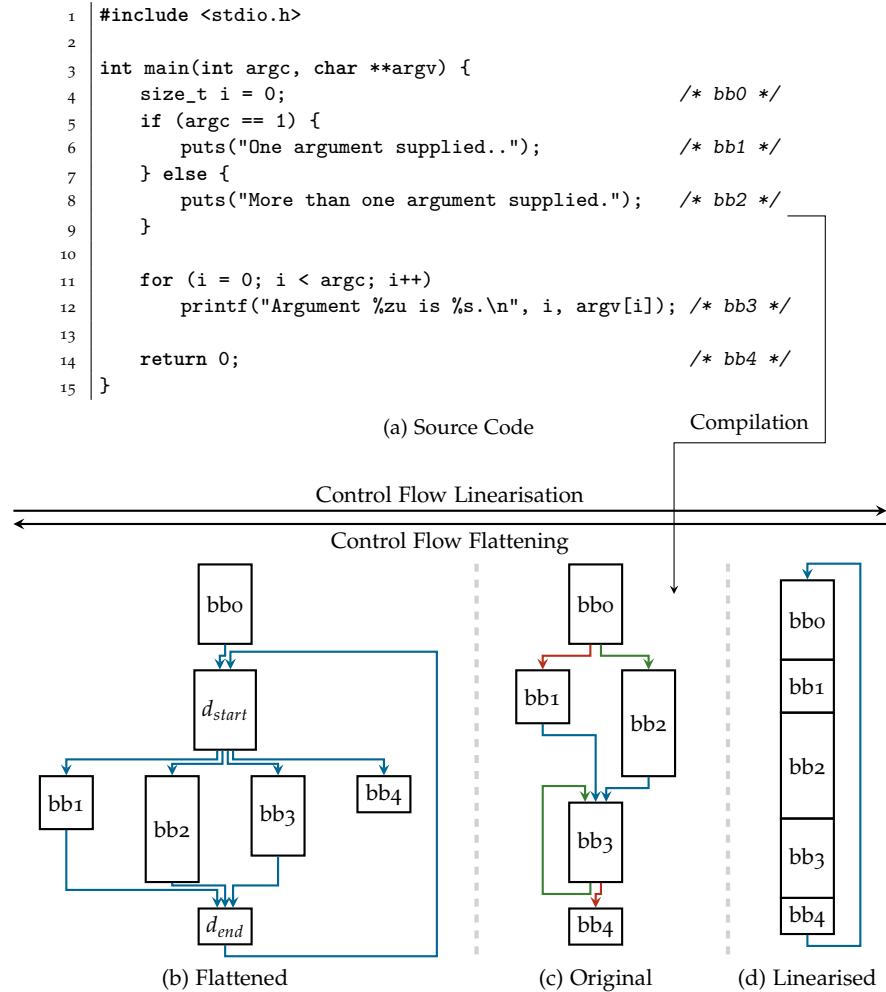 1 #include <stdio.h>
2
3 int main(int argc, char **argv) {
4 size_t i = 0; /* bb0 */
5 if (argc == 1) {
6 puts("One argument supplied.."); /* bb1 */
7 } else {
8 puts("More than one argument supplied."); /* bb2 */
9 }
10
11 for (i = 0; i < argc; i++)
12 printf("Argument %zu is %s.\n", i, argv[i]); /* bb3 */
13
14 return 0; /* bb4 */
15 }
(a) Source Code
Compilation
Control Flow Linearisation
Control Flow Flattening
bb0
d_start
bb1
bb2
bb3
bb4
d_end
(b) Flattened
bb0
bb1
bb2
bb3
bb4
(c) Original
bb0
bb1
bb2
bb3
bb4
(d) Linearised